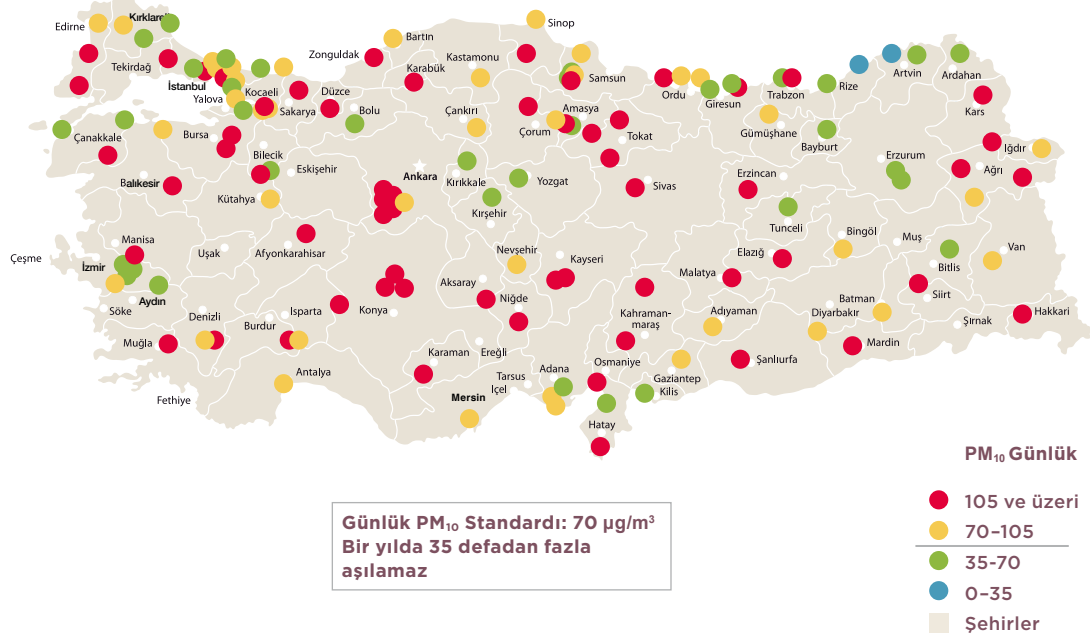 Kırklareli
Edirne
Sinop
Bartın
Zonguldak
Kastamonu
Karabük
Tekirdağ
Artvin
Ardahan
Samsun
İstanbul
Kocaeli
Yalova
Düzce
Sakarya
Bolu
Çankırı
Amasya
Çorum
Tokat
Ordu
Giresun
Trabzon
Rize
Kars
Gümüşhane
Bayburt
Çanakkale
Bursa
Bilecik
Eskişehir
Ankara
Kırıkkale
Yozgat
Sivas
Erzincan
Erzurum
Iğdır
Ağrı
Balıkesir
Kütahya
Kırşehir
Tunceli
Bingöl
Muş
Van
Çeşme
Manisa
İzmir
Uşak
Afyonkarahisar
Nevşehir
Kayseri
Elazığ
Malatya
Bitlis
Aydın
Söke
Aksaray
Niğde
Siirt
Batman
Diyarbakır
Denizli
Burdur
Isparta
Konya
Kahraman-
maraş
Adıyaman
Şırnak
Hakkari
Mardin
Muğla
Karaman
Ereğli
Osmaniye
Şanlıurfa
Antalya
Tarsus
İçel
Adana
Gaziantep
Kilis
Fethiye
Mersin
Hatay
Günlük PM₁₀ Standardı: 70 µg/m³
Bir yılda 35 defadan fazla
aşılamaz
PM₁₀ Günlük
105 ve üzeri
70–105
35-70
0–35
Şehirler